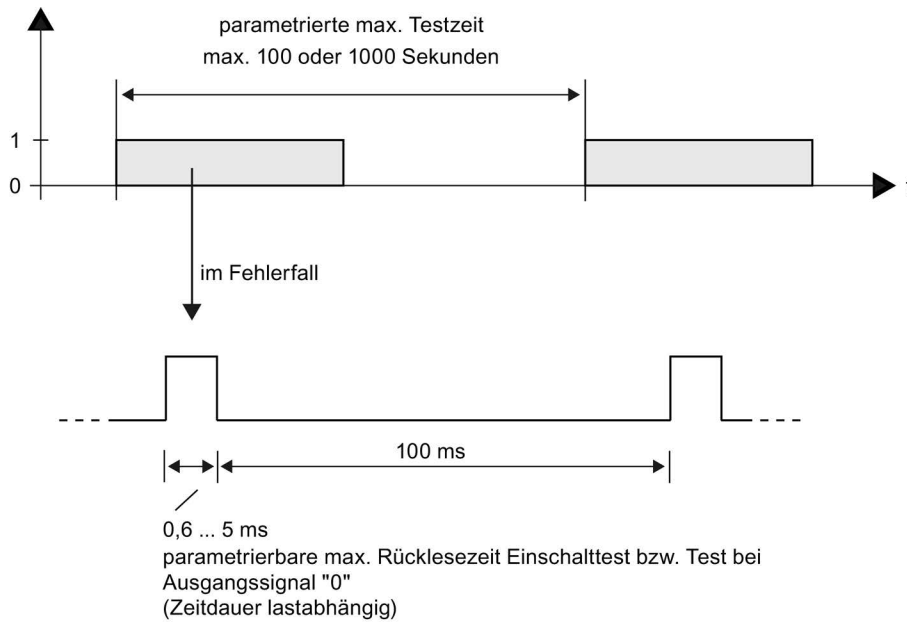 parametrierte max. Testzeit
max. 100 oder 1000 Sekunden
1
0
im Fehlerfall
100 ms
0,6 ... 5 ms
parametrierbare max. Rücklesezeit Einschalttest bzw. Test bei
Ausgangssignal "0"
(Zeitdauer lastabhängig)